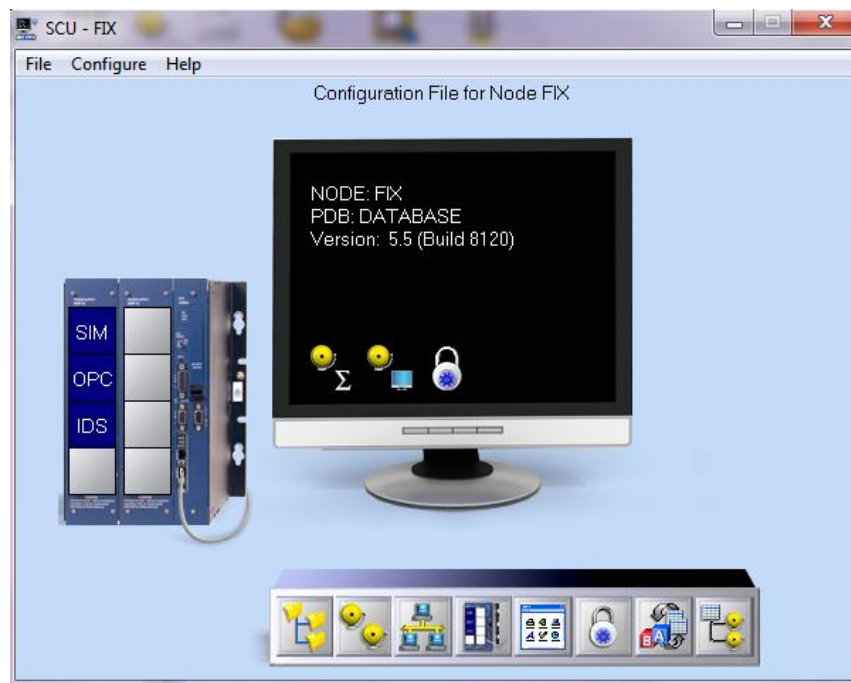 SCU - FIX
File Configure Help
Configuration File for Node FIX
NODE: FIX
PDB: DATABASE
Version: 5.5 (Build 8120)
SIM
OPC
IDS
Σ